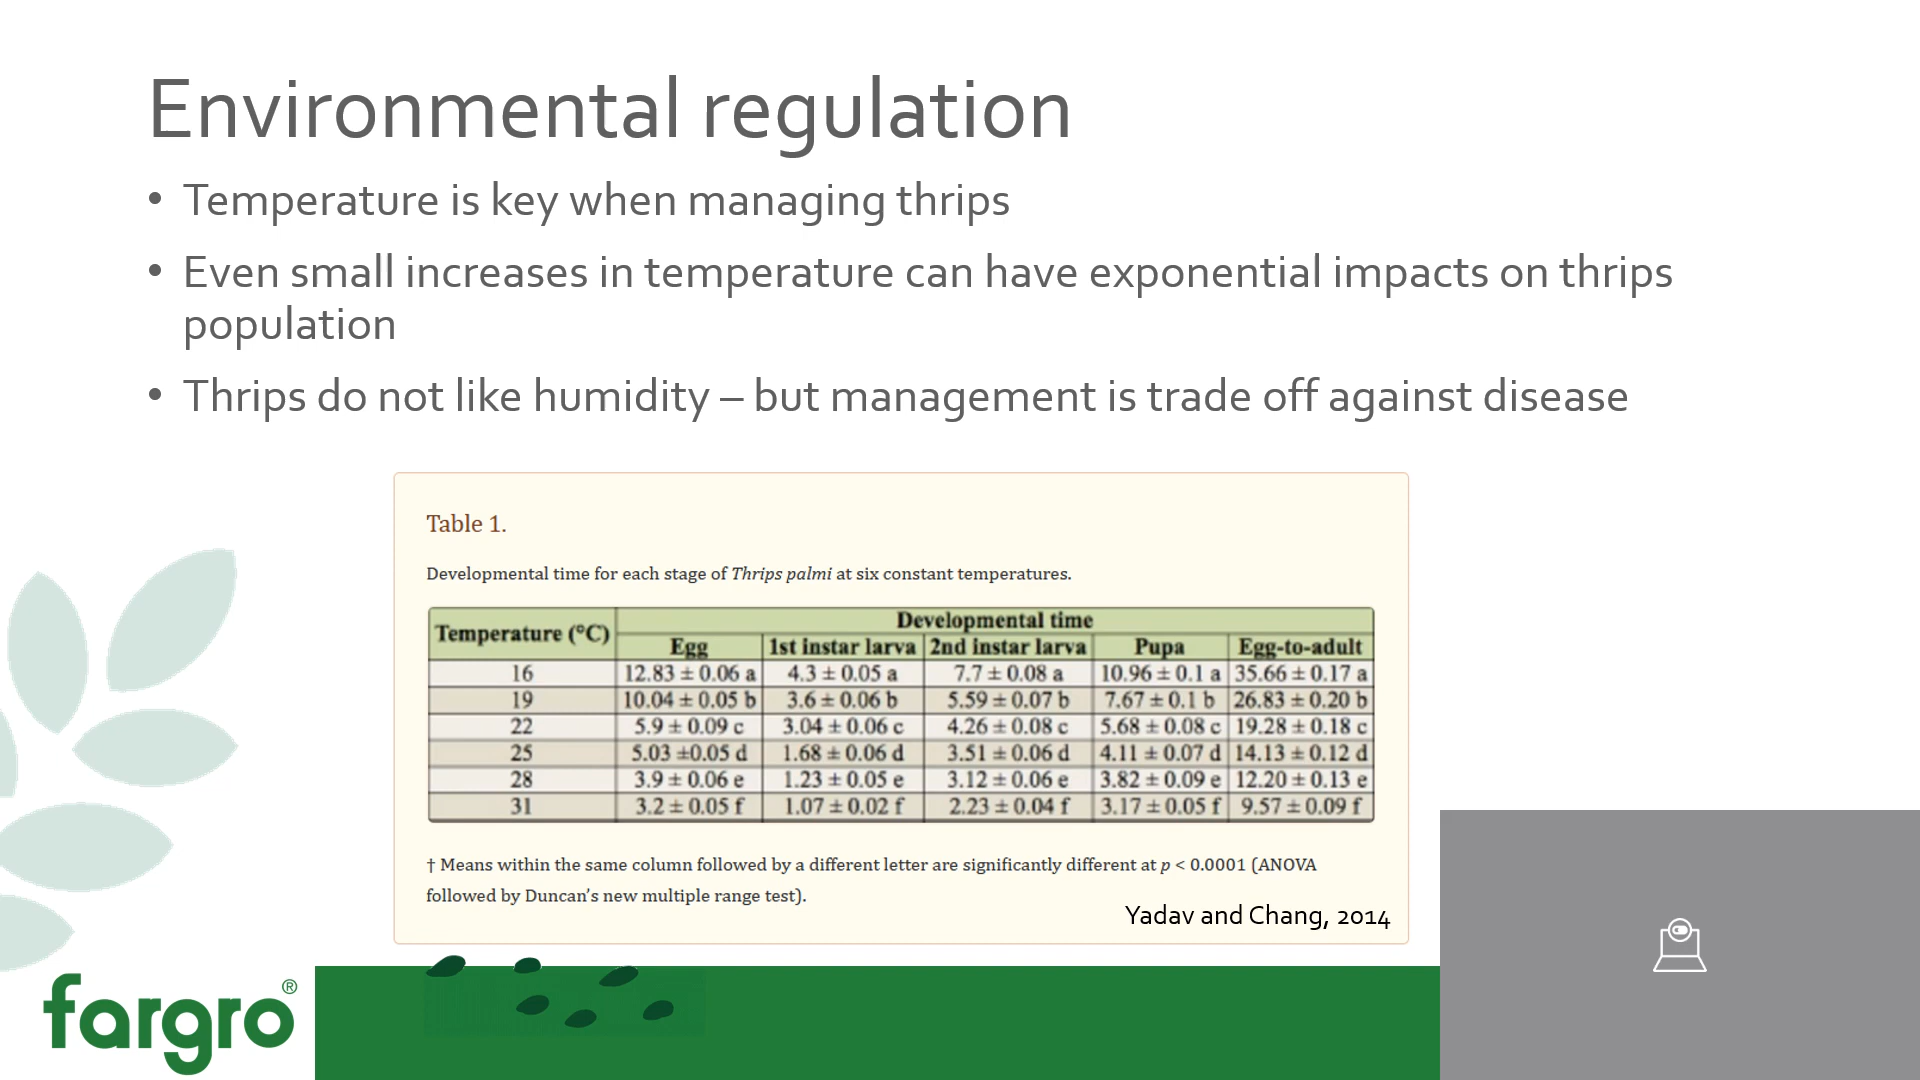 Environmental regulation
• Temperature is key when managing thrips
• Even small increases in temperature can have exponential impacts on thrips
population
• Thrips do not like humidity – but management is trade off against disease
Table 1.
Developmental time for each stage of Thrips palmi at six constant temperatures.
Temperature (°C) Developmental time
Egg 1st instar larva 2nd instar larva Pupa Egg-to-adult
16 12.83 ± 0.06 a 4.3 ± 0.05 a 7.7 ± 0.08 a 10.96 ± 0.1 a 35.66 ± 0.17 a
19 10.04 ± 0.05 b 3.6 ± 0.06 b 5.59 ± 0.07 b 7.67 ± 0.1 b 26.83 ± 0.20 b
22 5.9 ± 0.09 c 3.04 ± 0.06 c 4.26 ± 0.08 c 5.68 ± 0.08 c 19.28 ± 0.18 c
25 5.03 ±0.05 d 1.68 ± 0.06 d 3.51 ± 0.06 d 4.11 ± 0.07 d 14.13 ± 0.12 d
28 3.9 ± 0.06 e 1.23 ± 0.05 e 3.12 ± 0.06 e 3.82 ± 0.09 e 12.20 ± 0.13 e
31 3.2 ± 0.05 f 1.07 ± 0.02 f 2.23 ± 0.04 f 3.17 ± 0.05 f 9.57 ± 0.09 f
† Means within the same column followed by a different letter are significantly different at p < 0.0001 (ANOVA
followed by Duncan's new multiple range test).
Yadav and Chang, 2014
fargro®